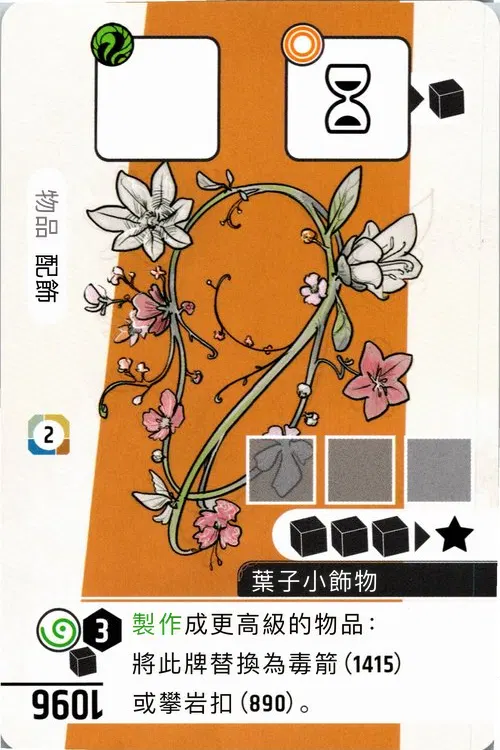 物品 配飾
2
葉子小飾物
3
製作成更高級的物品：
將此牌替換為毒箭（1415）
或攀岩扣（890）。
1096